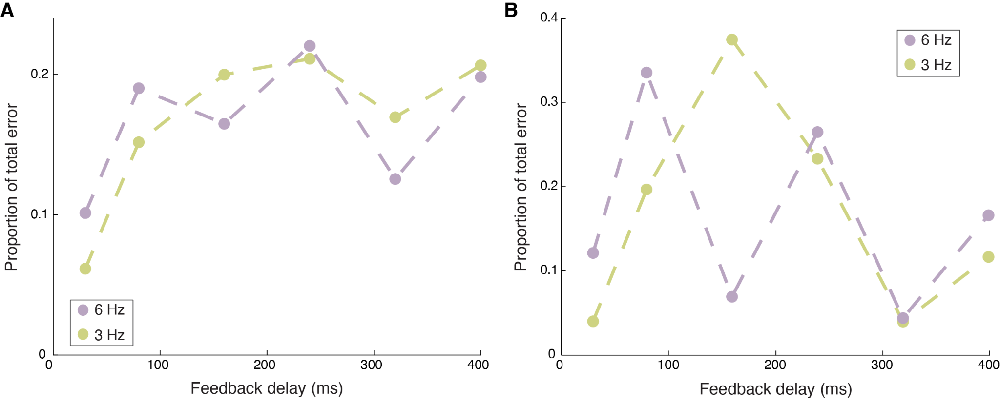 A
Proportion of total error
0.2
0.1
0
6 Hz
3 Hz
0 100 200 300 400
Feedback delay (ms)
B
Proportion of total error
0.4
0.3
0.2
0.1
0
6 Hz
3 Hz
0 100 200 300 400
Feedback delay (ms)